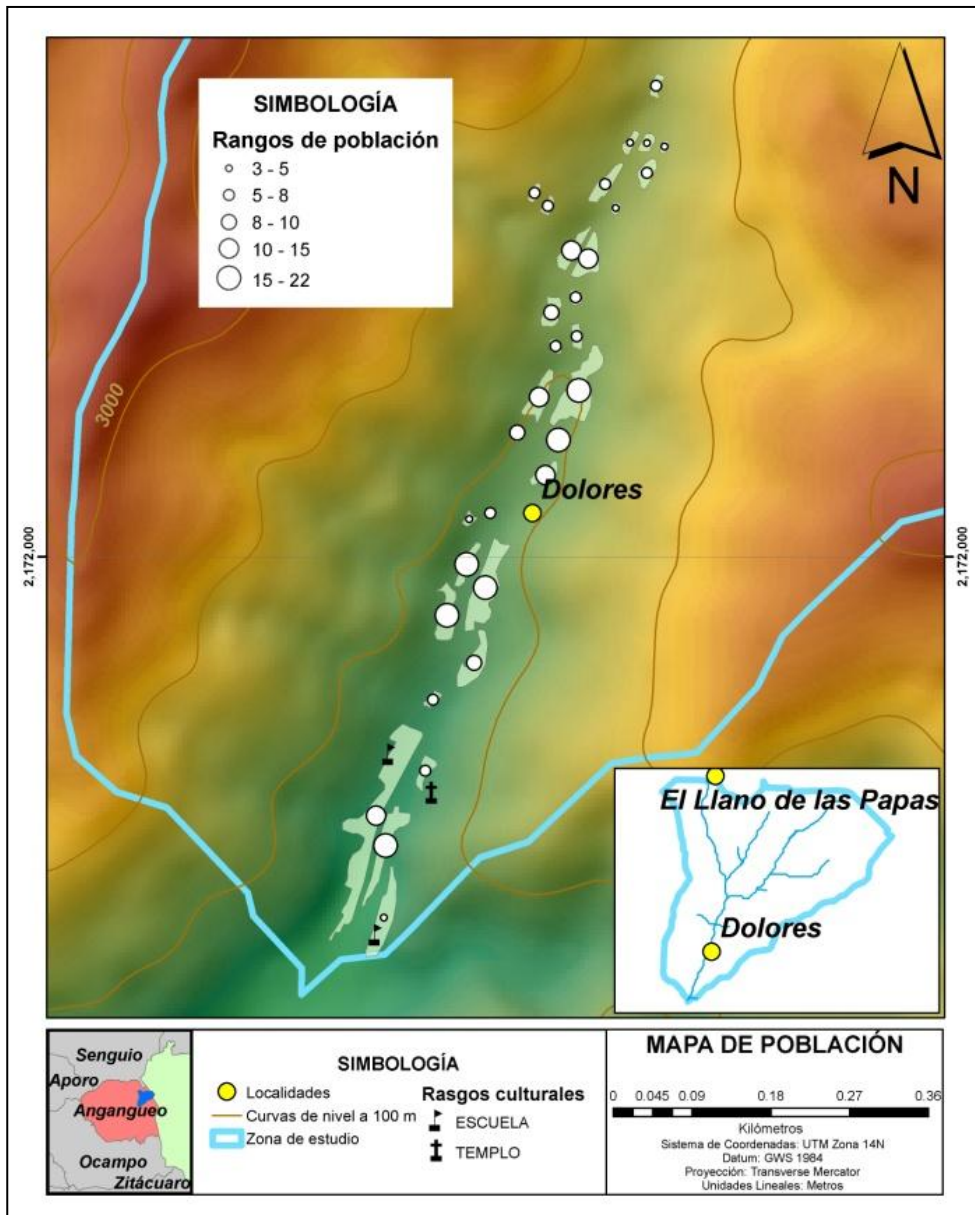 SIMBOLOGÍA
Rangos de población
3 - 5
5 - 8
8 - 10
10 - 15
15 - 22
N
3000
Dolores
2,172,000
2,172,000
El Llano de las Papas
Dolores
Senguio
Aporo
Angangueo
Ocampo
Zitácuaro
SIMBOLOGÍA
Localidades
Curvas de nivel a 100 m
Zona de estudio
Rasgos culturales
ESCUELA
TEMPLO
MAPA DE POBLACIÓN
0 0.045 0.09 0.18 0.27 0.36
Kilómetros
Sistema de Coordenadas: UTM Zona 14N
Datum: GWS 1984
Proyección: Transverse Mercator
Unidades Lineales: Metros